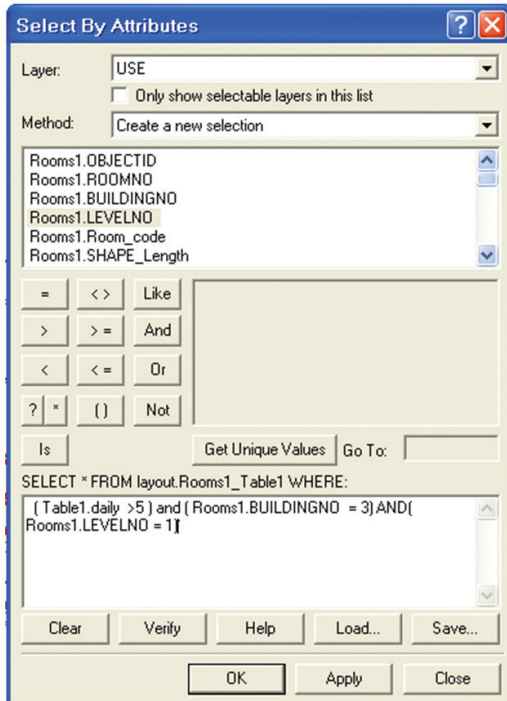 Select By Attributes
Layer: USE
Only show selectable layers in this list
Method: Create a new selection
Rooms1.OBJECTID
Rooms1.ROOMNO
Rooms1.BUILDINGNO
Rooms1.LEVELNO
Rooms1.Room_code
Rooms1.SHAPE_Length
= <> Like
> >= And
< <= Or
? * () Not
Is Get Unique Values Go To:
SELECT * FROM layout.Rooms1_Table1 WHERE:
( Table1.daily >5 ) and ( Rooms1.BUILDINGNO = 3) AND(
Rooms1.LEVELNO = 1)
Clear Verify Help Load... Save...
OK Apply Close